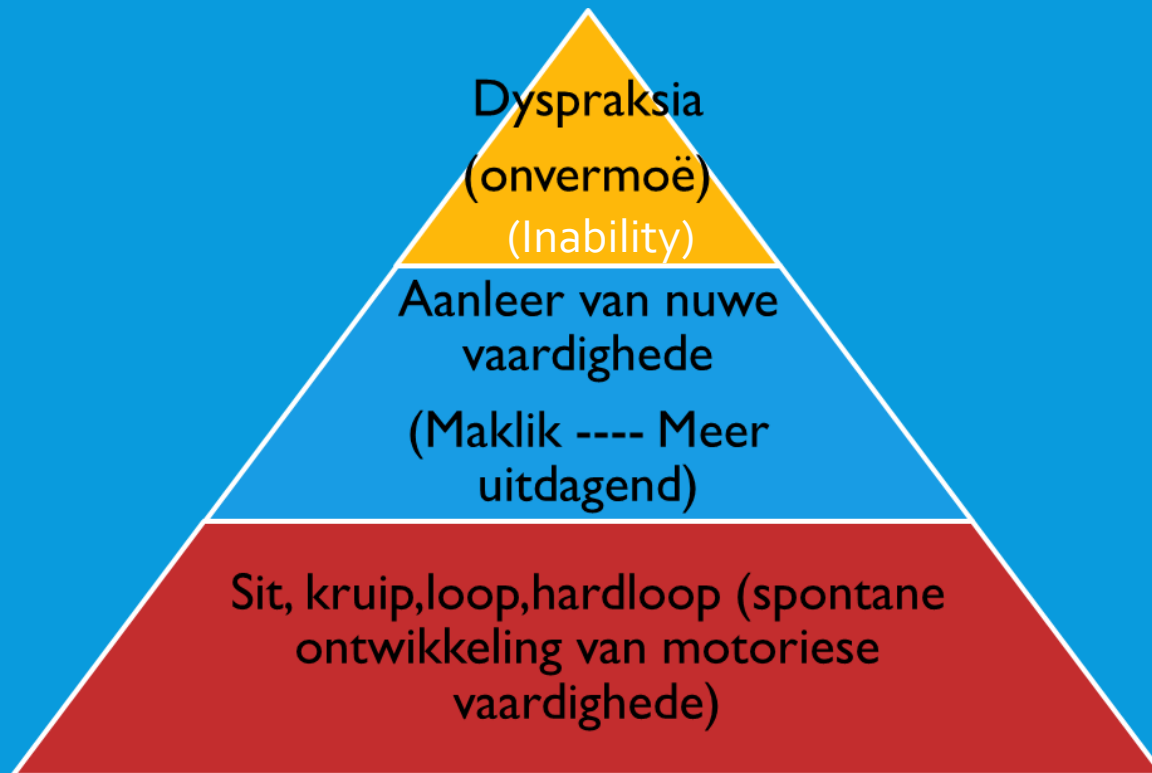 Dyspraksia
(onvermoë)
(Inability)
Aanleer van nuwe
vaardighede
(Maklik ---- Meer
uitdagend)
Sit, kruip,loop,hardloop (spontane
ontwikkeling van motoriese
vaardighede)